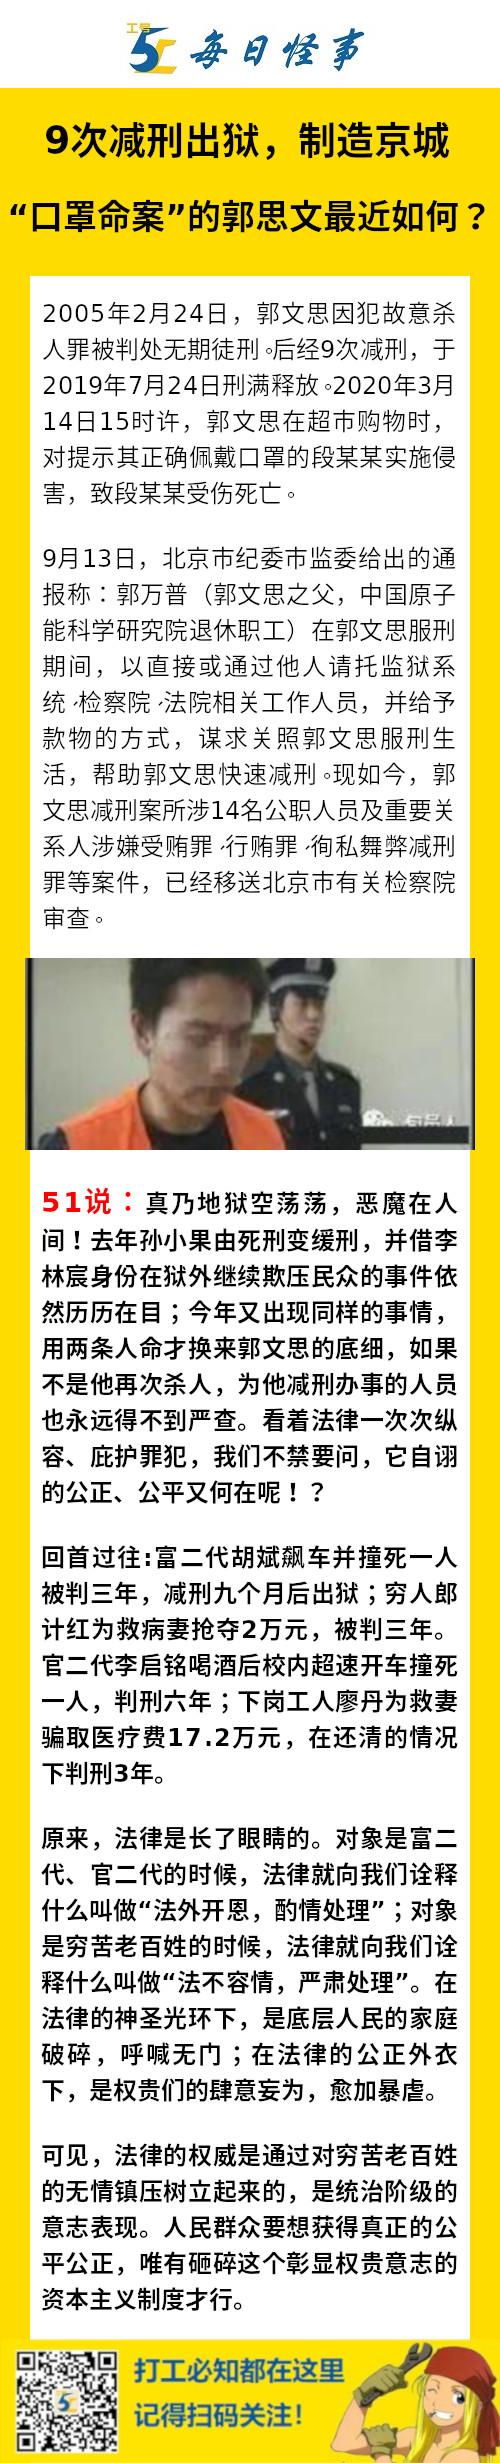 工号
51
每日怪事
9次减刑出狱，制造京城
“口罩命案”的郭思文最近如何？
2005年2月24日，郭文思因犯故意杀
人罪被判处无期徒刑。后经9次减刑，于
2019年7月24日刑满释放。2020年3月
14日15时许，郭文思在超市购物时，
对提示其正确佩戴口罩的段某某实施侵
害，致段某某受伤死亡。
9月13日，北京市纪委市监委给出的通
报称：郭万普（郭文思之父，中国原子
能科学研究院退休职工）在郭文思服刑
期间，以直接或通过他人请托监狱系
统、检察院、法院相关工作人员，并给予
款物的方式，谋求关照郭文思服刑生
活，帮助郭文思快速减刑。现如今，郭
文思减刑案所涉14名公职人员及重要关
系人涉嫌受贿罪、行贿罪、徇私舞弊减刑
罪等案件，已经移送北京市有关检察院
审查。
51说：真乃地狱空荡荡，恶魔在人
间！去年孙小果由死刑变缓刑，并借李
林宸身份在狱外继续欺压民众的事件依
然历历在目；今年又出现同样的事情，
用两条人命才换来郭文思的底细，如果
不是他再次杀人，为他减刑办事的人员
也永远得不到严查。看着法律一次次纵
容、庇护罪犯，我们不禁要问，它自诩
的公正、公平又何在呢！？
回首过往：富二代胡斌飙车并撞死一人
被判三年，减刑九个月后出狱；穷人郎
计红为救病妻抢夺2万元，被判三年。
官二代李启铭喝酒后校内超速开车撞死
一人，判刑六年；下岗工人廖丹为救妻
骗取医疗费17.2万元，在还清的情况
下判刑3年。
原来，法律是长了眼睛的。对象是富二
代、官二代的时候，法律就向我们诠释
什么叫做“法外开恩，酌情处理”；对象
是穷苦老百姓的时候，法律就向我们诠
释什么叫做“法不容情，严肃处理”。在
法律的神圣光环下，是底层人民的家庭
破碎，呼喊无门；在法律的公正外衣
下，是权贵们的肆意妄为，愈加暴虐。
可见，法律的权威是通过对穷苦老百姓
的无情镇压树立起来的，是统治阶级的
意志表现。人民群众要想获得真正的公
平公正，唯有砸碎这个彰显权贵意志的
资本主义制度才行。
打工必知都在这里
记得扫码关注！